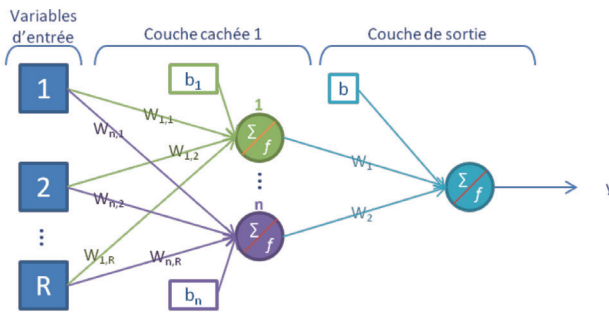 Variables
d'entrée
Couche cachée 1
Couche de sortie
1
b₁
b
1
W₁,₁
Σ
f
Wₙ,₁
W₁,₂
W₁
2
⋮
Σ
f
y
Wₙ,₂
n
W₂
⋮
Σ
f
W₁,R
Wₙ,R
R
bₙ